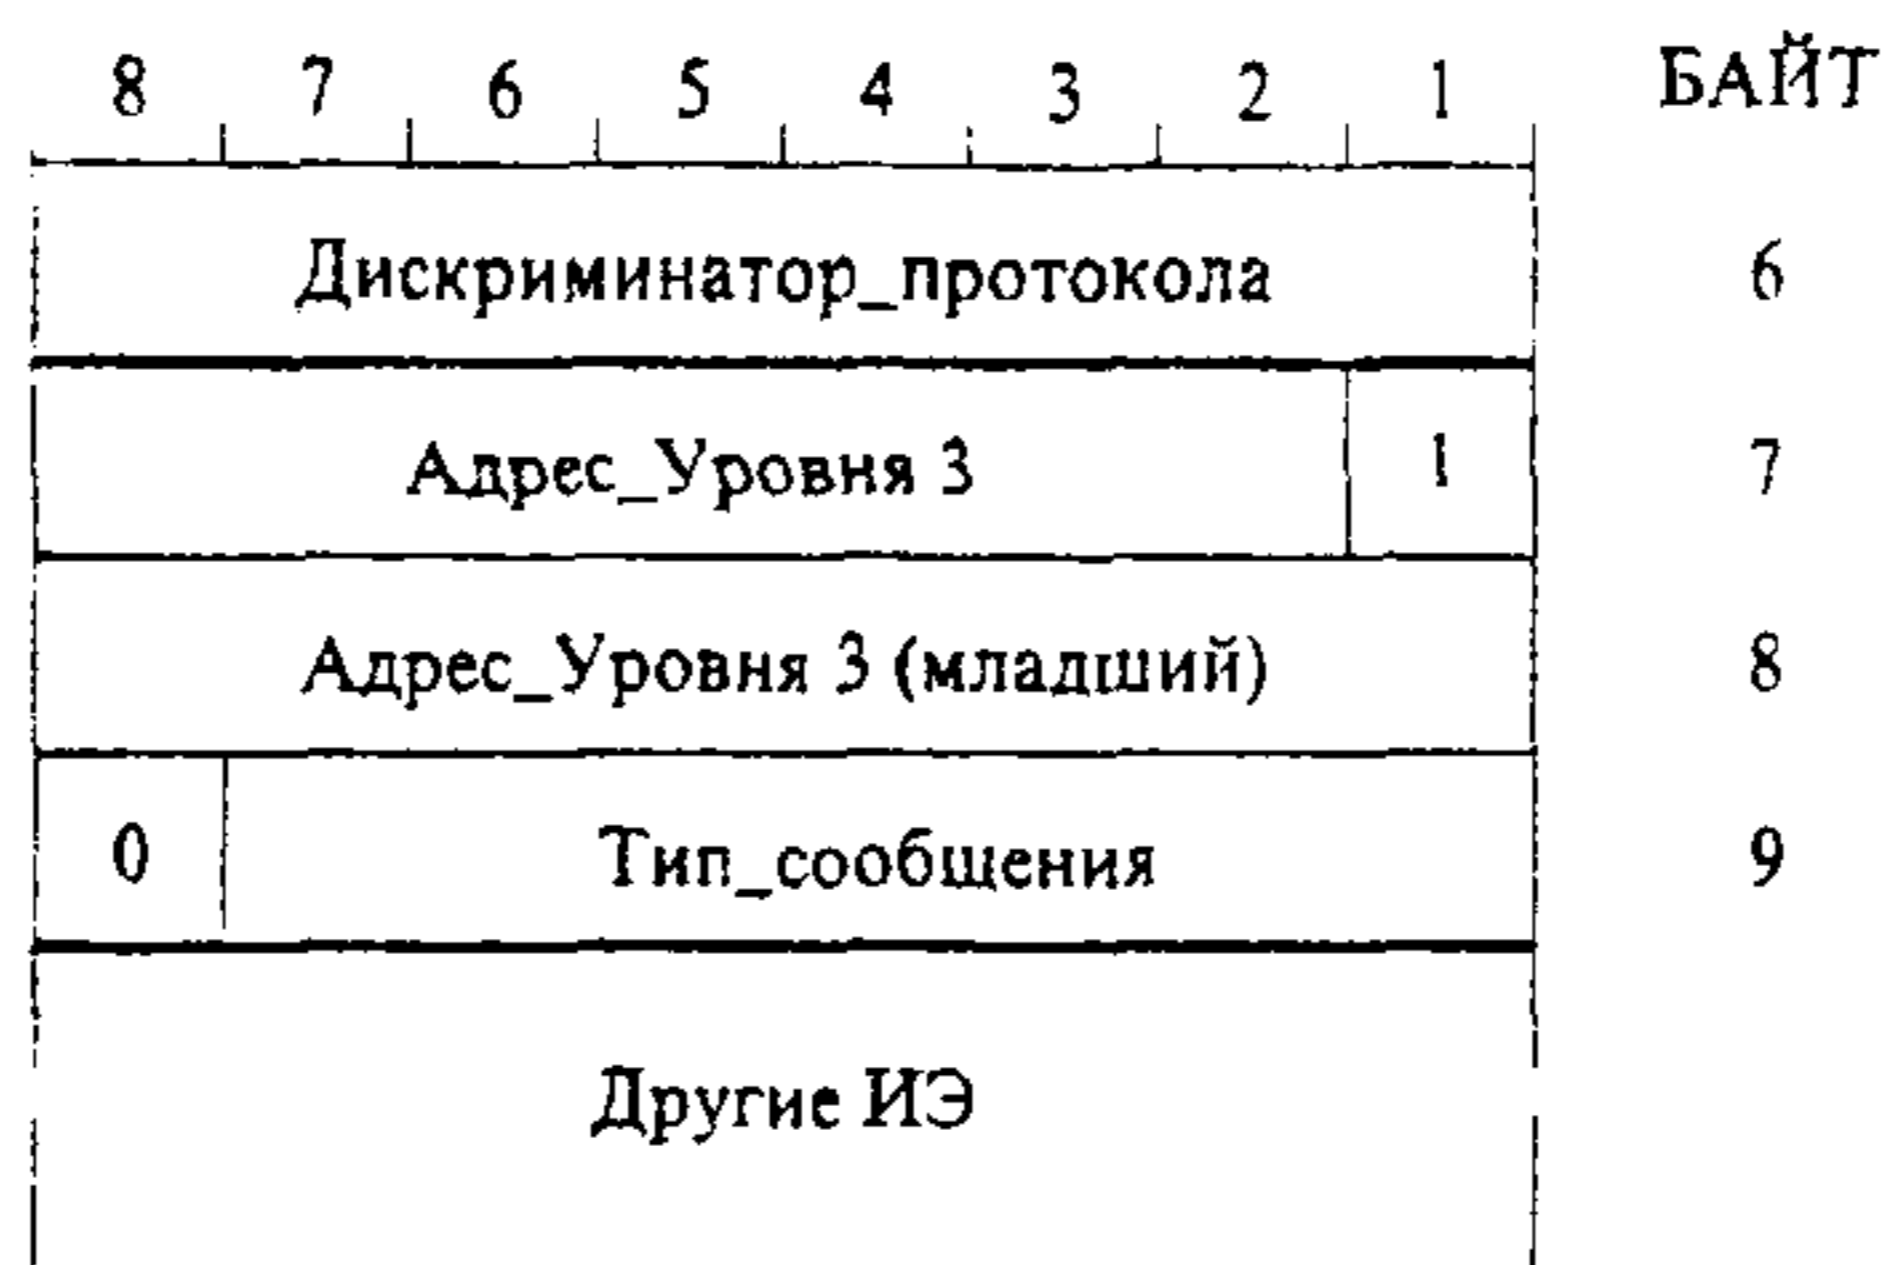 8 7 6 5 4 3 2 1 БАЙТ
Дискриминатор_протокола 6
Адрес_Уровня 3 1 7
Адрес_Уровня 3 (младший) 8
0 Тип_сообщения 9
Другие ИЭ